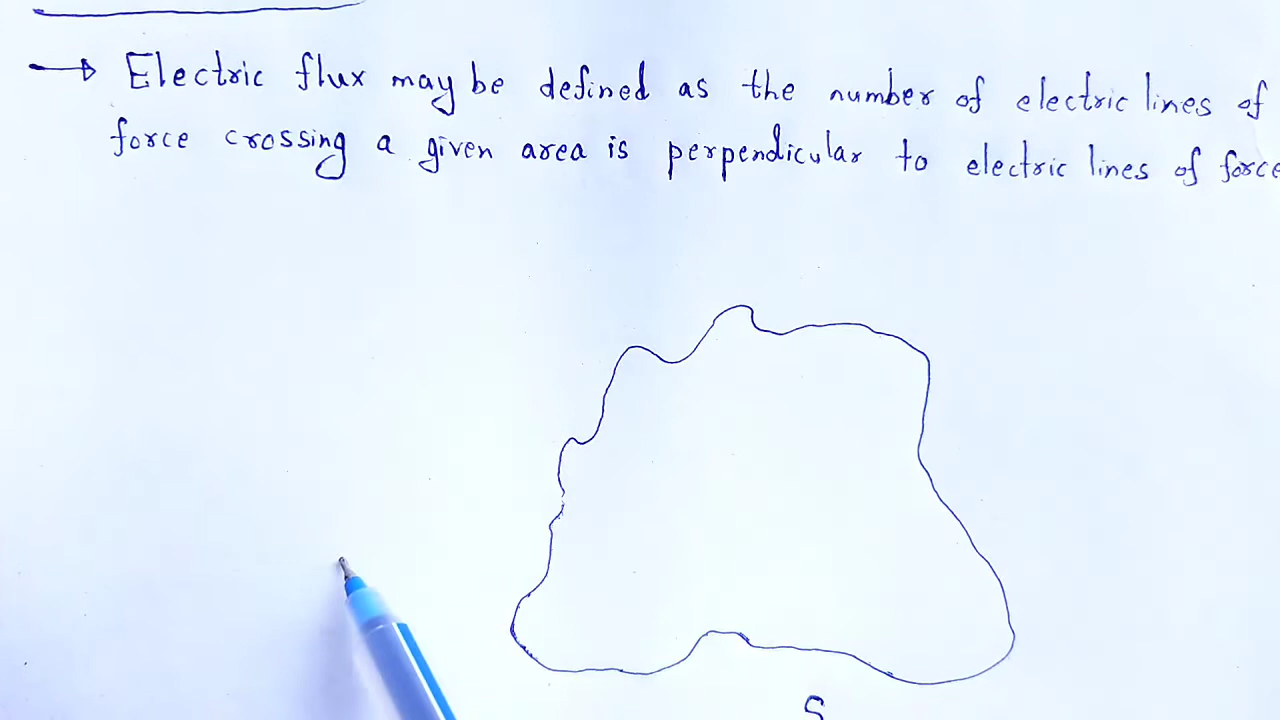 Electric flux may be defined as the number of electric lines of
force crossing a given area is perpendicular to electric lines of force
S